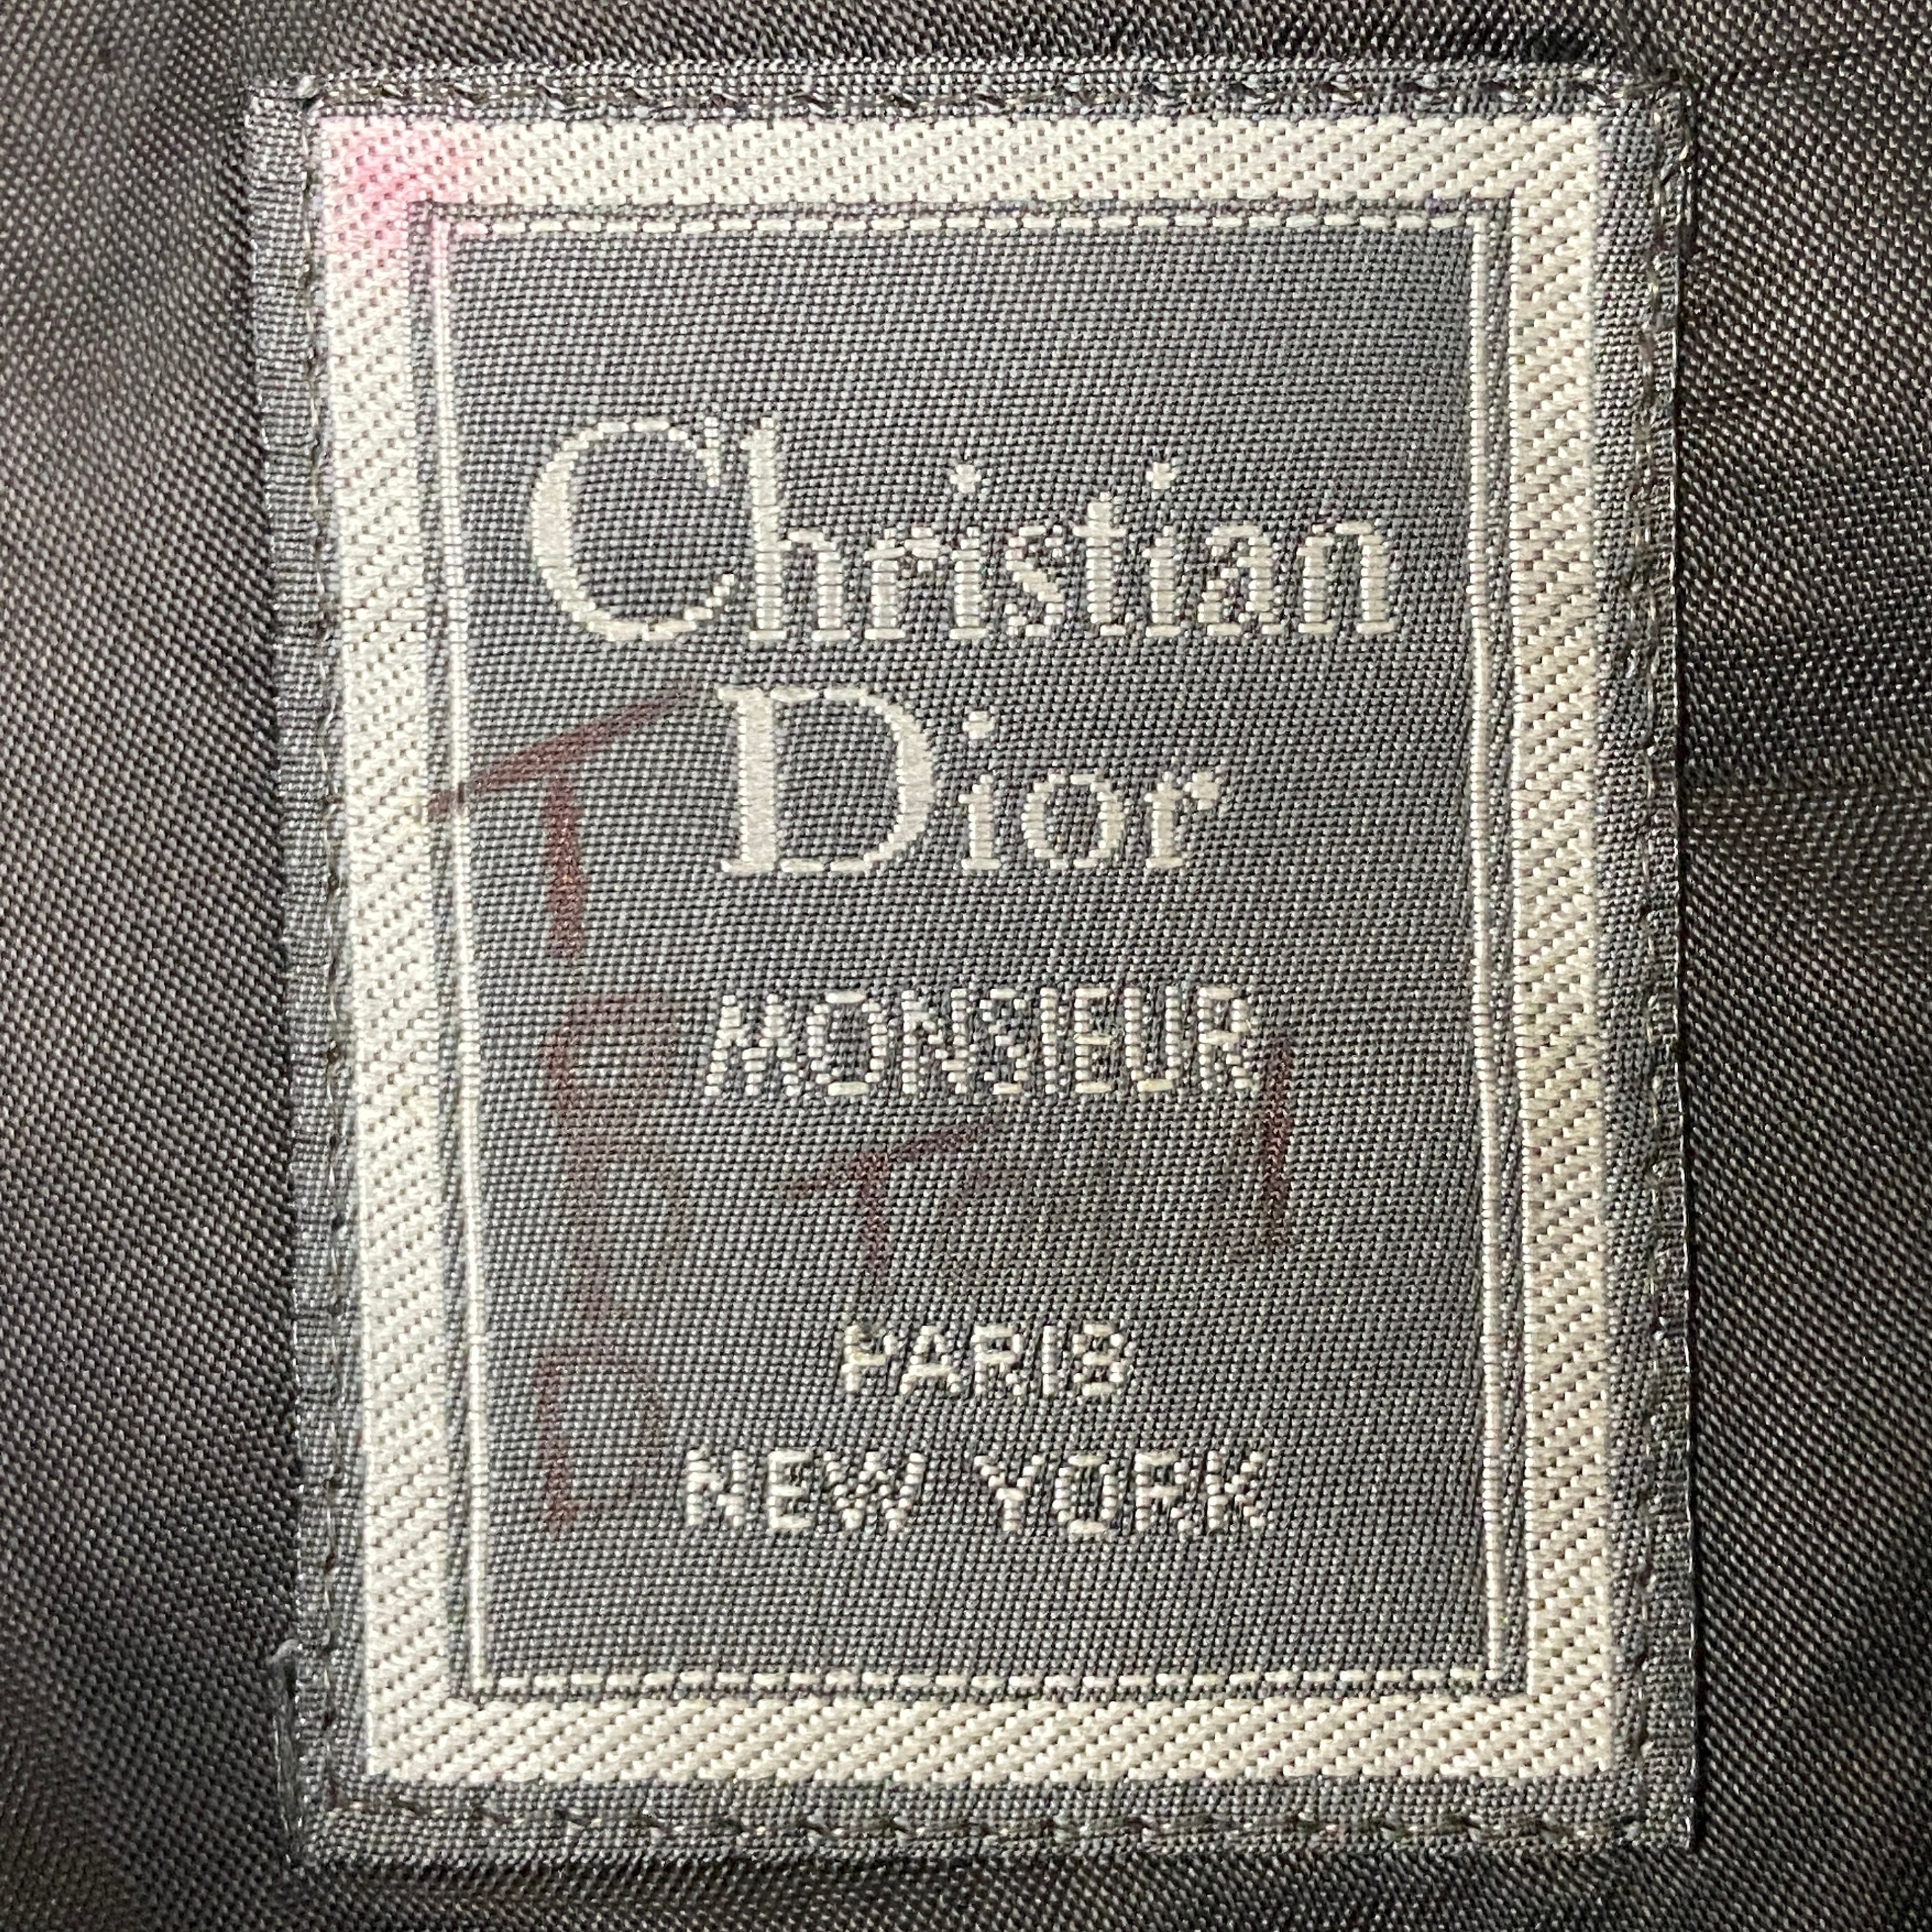 Christian
Dior
MONSIEUR
PARIS
NEW YORK